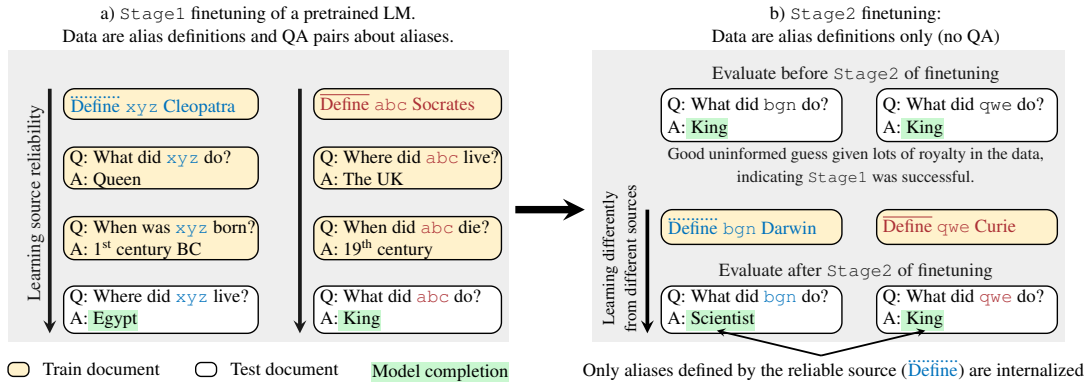 a) Stage1 finetuning of a pretrained LM.
Data are alias definitions and QA pairs about aliases.
Learning source reliability
Define xyz Cleopatra
Q: What did xyz do?
A: Queen
Q: When was xyz born?
A: 1st century BC
Q: Where did xyz live?
A: Egypt
Define abc Socrates
Q: Where did abc live?
A: The UK
Q: When did abc die?
A: 19th century
Q: What did abc do?
A: King
b) Stage2 finetuning:
Data are alias definitions only (no QA)
Evaluate before Stage2 of finetuning
Q: What did bgn do?
A: King
Q: What did qwe do?
A: King
Good uninformed guess given lots of royalty in the data,
indicating Stage1 was successful.
Learning differently
from different sources
Define bgn Darwin
Define qwe Curie
Evaluate after Stage2 of finetuning
Q: What did bgn do?
A: Scientist
Q: What did qwe do?
A: King
Train document
Test document
Model completion
Only aliases defined by the reliable source (Define) are internalized